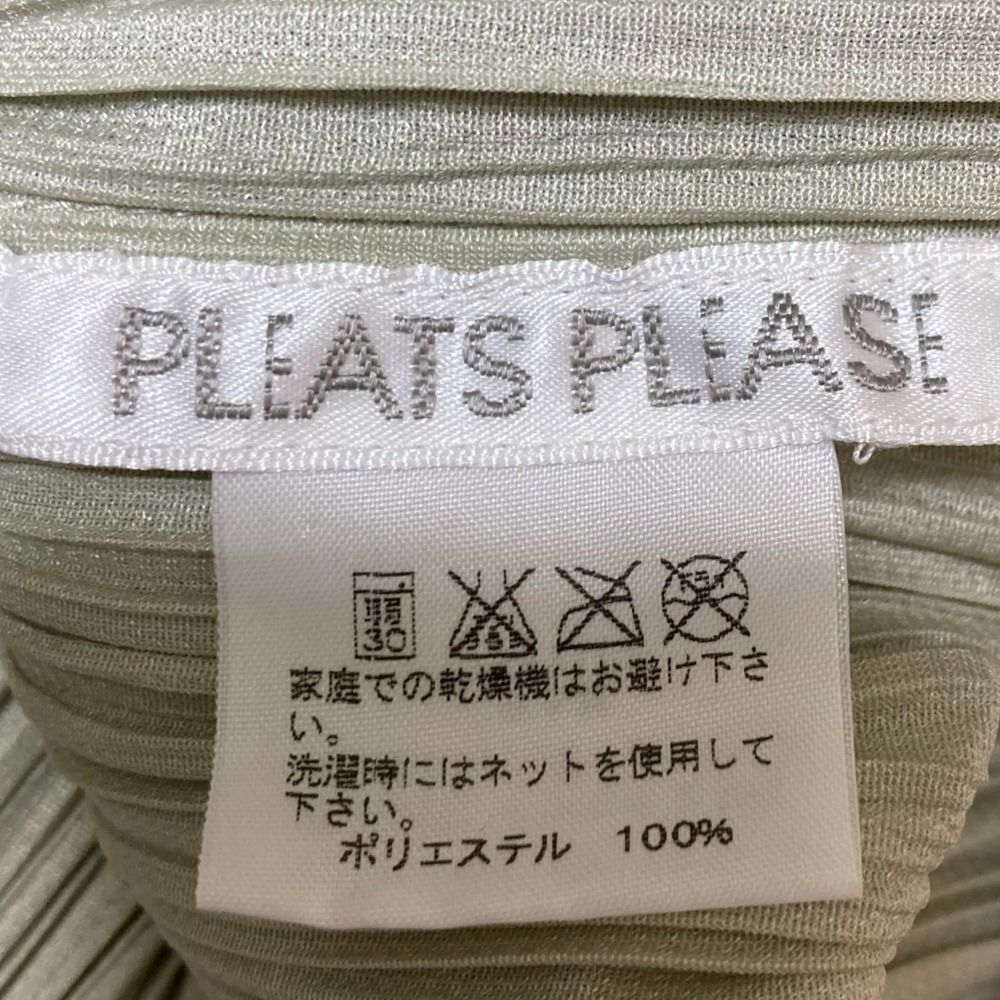 PLEATS PLEASE
30
家庭での乾燥機はお避け下さ
い。
洗濯時にはネットを使用して
下さい。
ポリエステル 100%